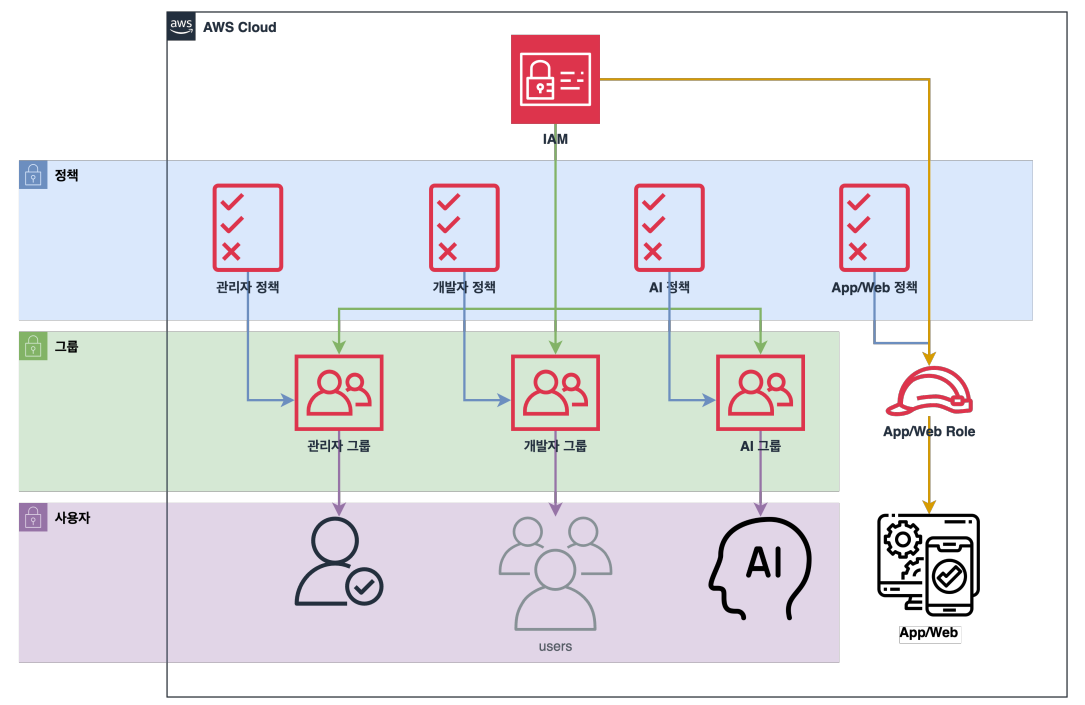 aws
AWS Cloud
IAM
정책
관리자 정책
개발자 정책
AI 정책
App/Web 정책
그룹
관리자 그룹
개발자 그룹
AI 그룹
App/Web Role
사용자
AI
users
App/Web